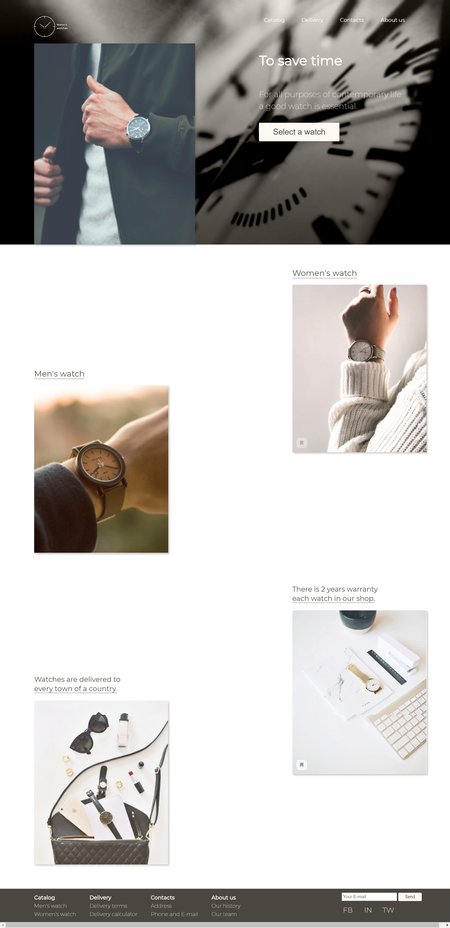 Catalog
Delivery
Contacts
About us
To save time
For all purposes of contemporary life
a good watch is essential.
Select a watch
Women's watch
Men's watch
There is 2 years warranty
each watch in our shop.
Watches are delivered to
every town of a country.
Catalog
Men's watch
Women's watch
Delivery
Delivery terms
Delivery calculator
Contacts
Address
Phone and E-mail
About us
Our history
Our team
Your E-mail
Send
FB
IN
TW